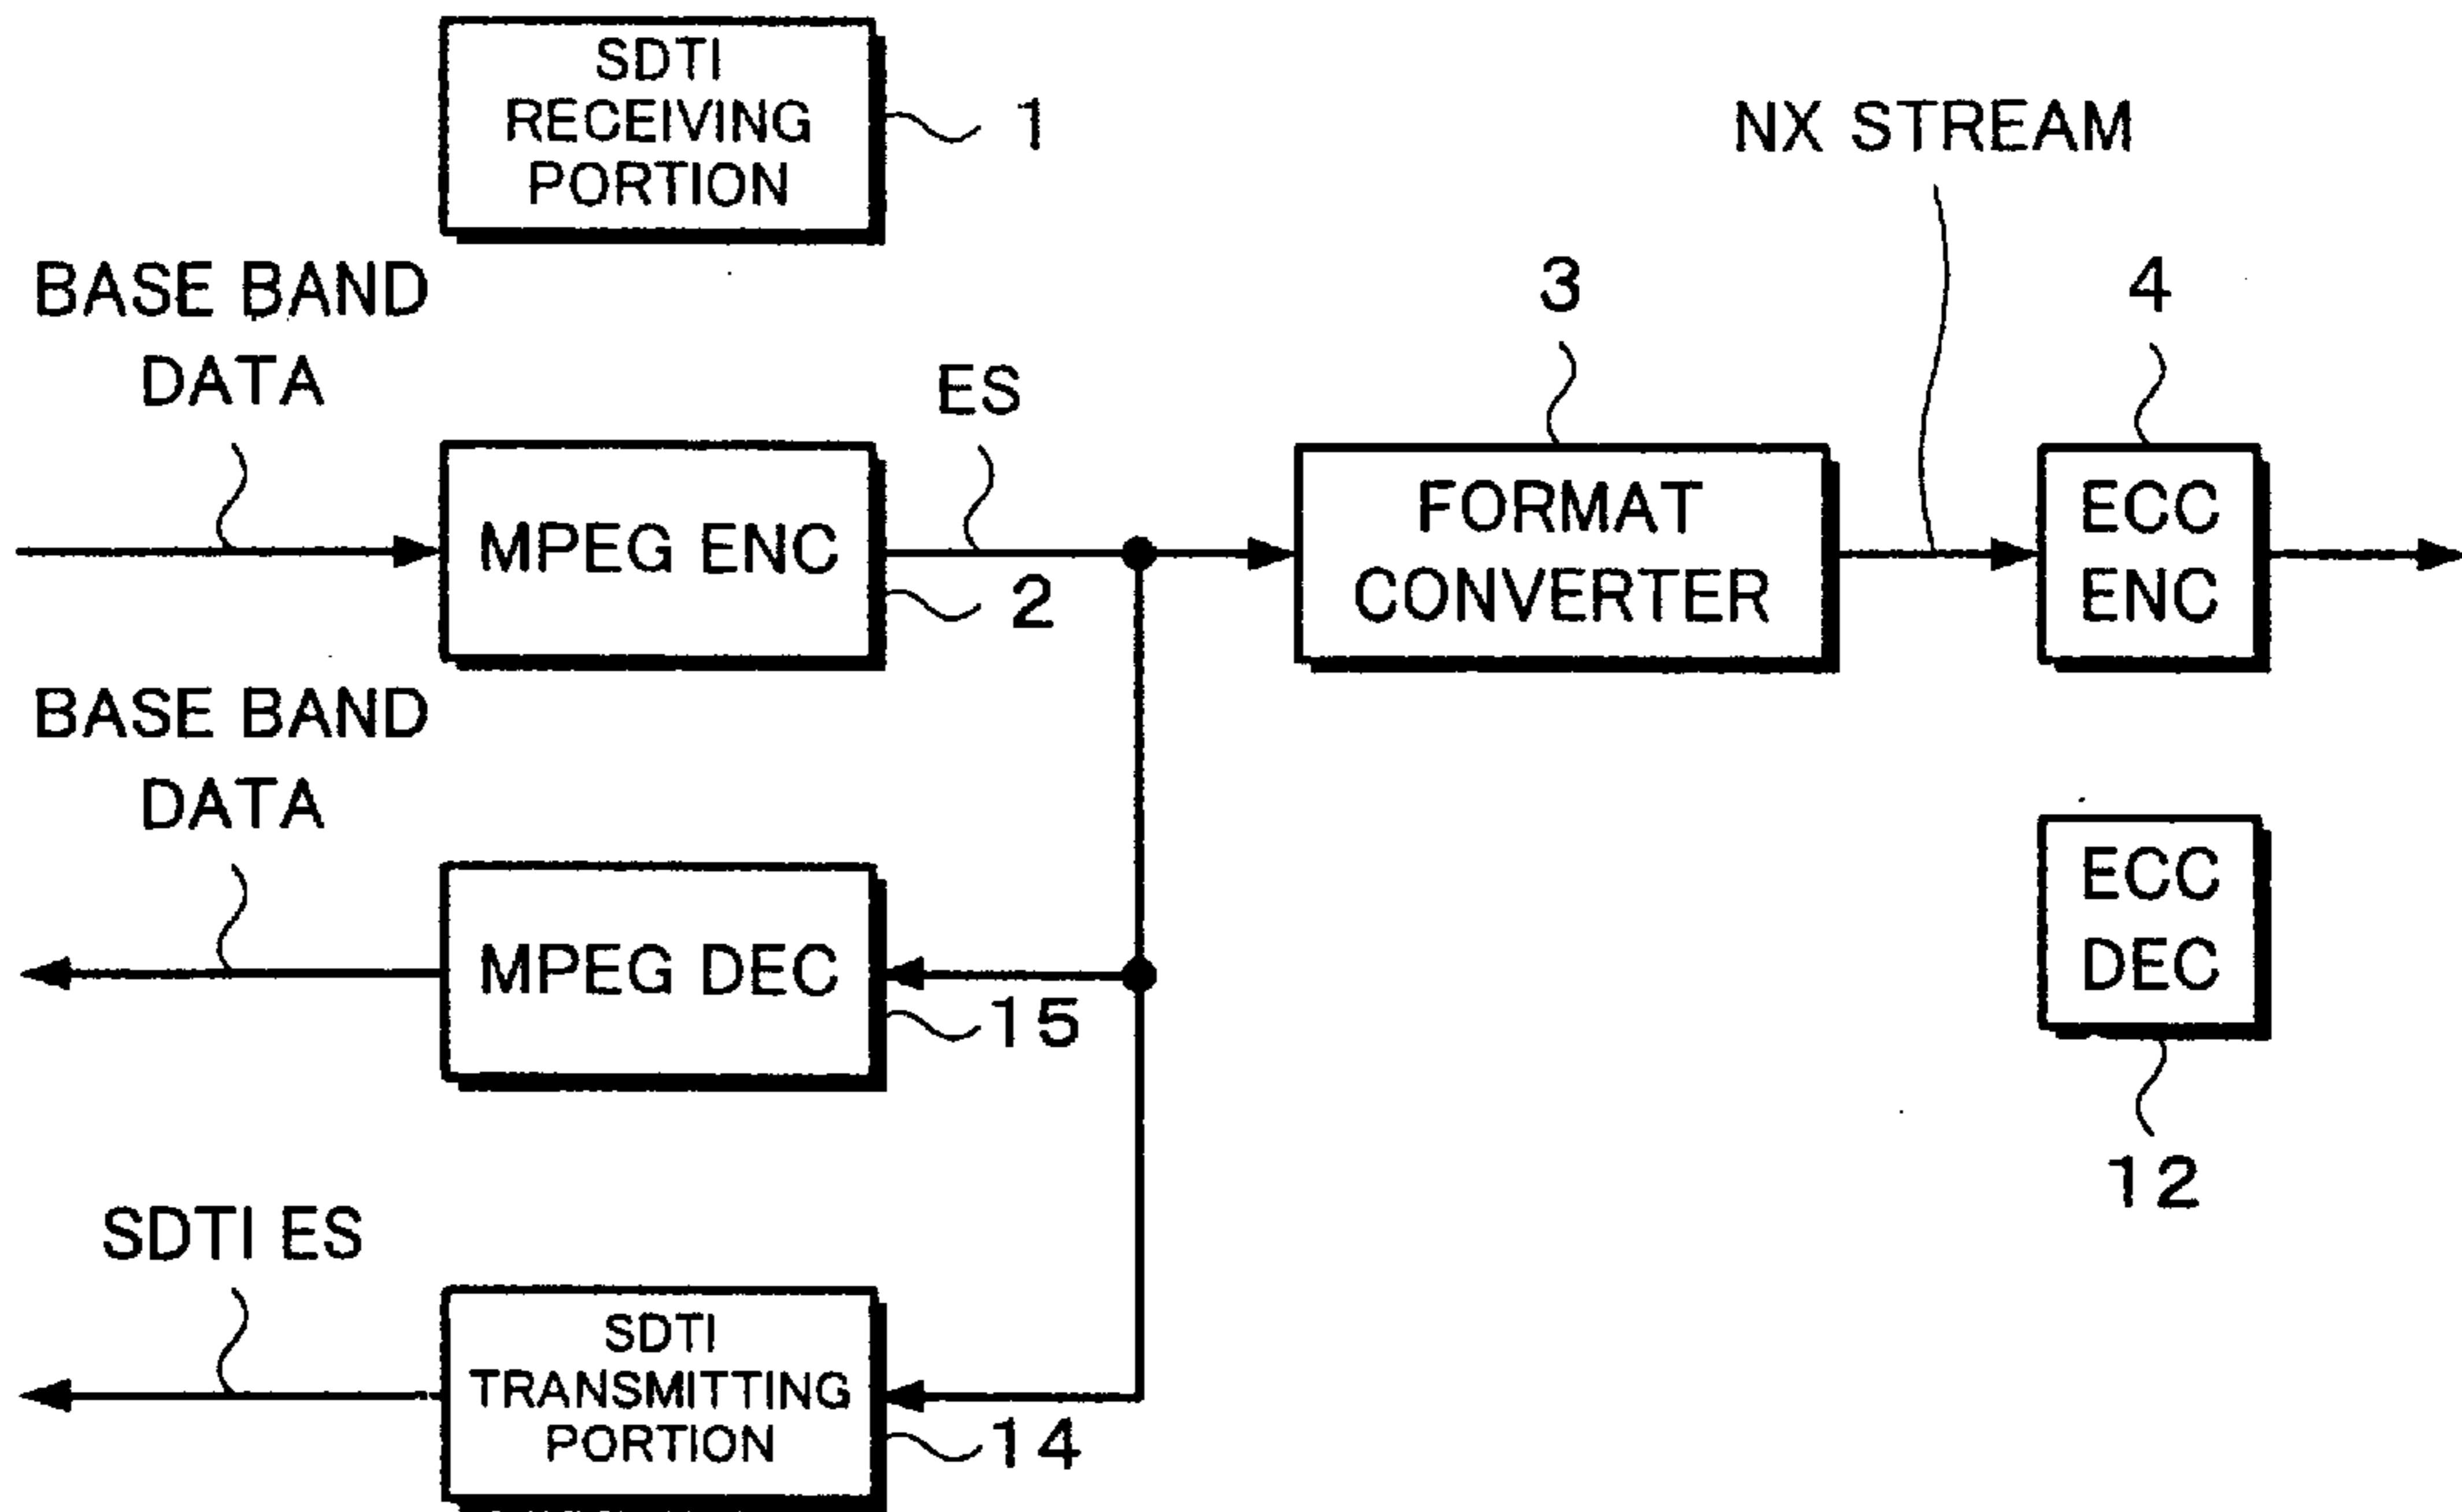 SDTI
RECEIVING
PORTION
1
NX STREAM
BASE BAND
DATA
ES
3
4
MPEG ENC
2
FORMAT
CONVERTER
ECC
ENC
BASE BAND
DATA
MPEG DEC
15
ECC
DEC
12
SDTI ES
SDTI
TRANSMITTING
PORTION
14